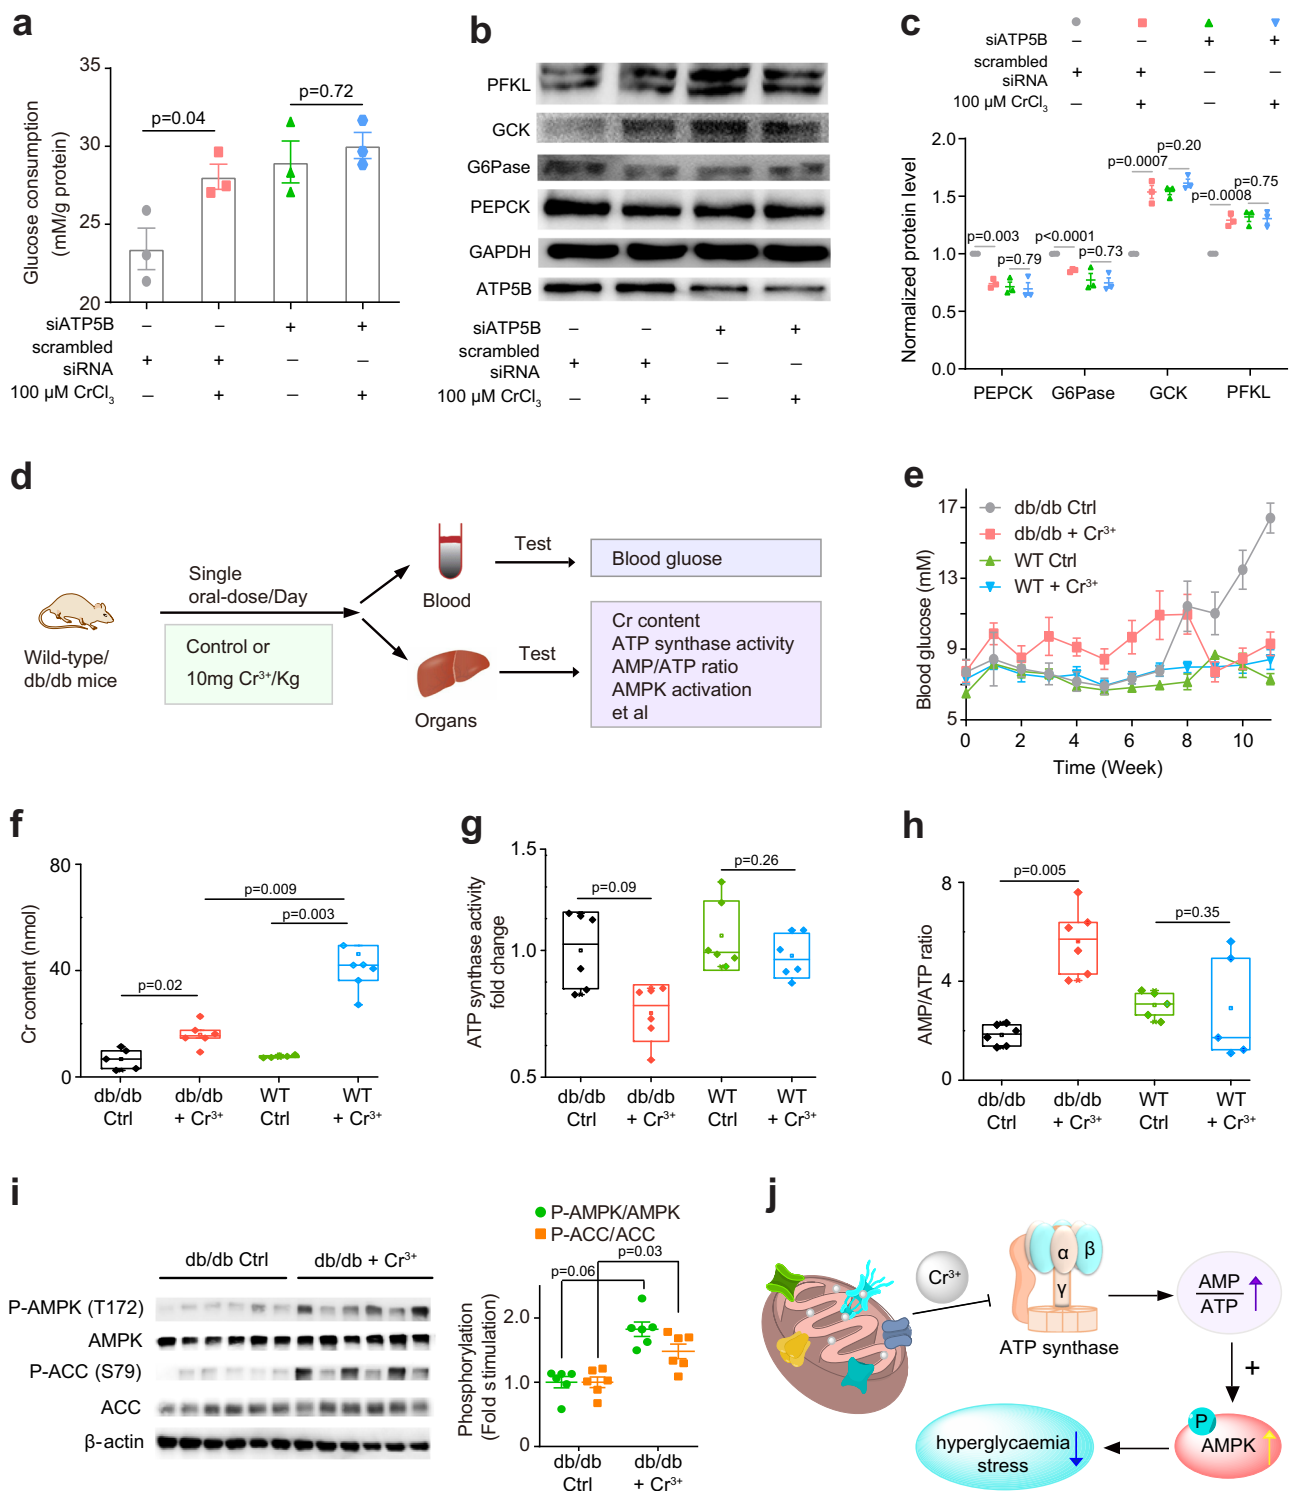 a
Glucose consumption
(mM/g protein)
35
30
25
20
p=0.04
p=0.72
siATP5B – – + +
scrambled
siRNA + + – –
100 µM CrCl₃ – + – +
b
PFKL
GCK
G6Pase
PEPCK
GAPDH
ATP5B
siATP5B – – + +
scrambled
siRNA + + – –
100 µM CrCl₃ – + – +
c
siATP5B – – + +
scrambled
siRNA + + – –
100 µM CrCl₃ – + – +
Normalized protein level
2.0
1.5
1.0
0.5
0.0
p=0.003
p=0.79
p<0.0001
p=0.73
p=0.0007
p=0.20
p=0.0008
p=0.75
PEPCK G6Pase GCK PFKL
d
Wild-type/
db/db mice
Single
oral-dose/Day
Control or
10mg Cr³⁺/Kg
Blood
Organs
Test
Test
Blood gluose
Cr content
ATP synthase activity
AMP/ATP ratio
AMPK activation
et al
e
Blood glucose (mM)
17
13
9
5
db/db Ctrl
db/db + Cr³⁺
WT Ctrl
WT + Cr³⁺
0 2 4 6 8 10
Time (Week)
f
Cr content (nmol)
80
40
0
p=0.009
p=0.003
p=0.02
db/db db/db WT WT
Ctrl + Cr³⁺ Ctrl + Cr³⁺
g
ATP synthase activity
fold change
1.5
1.0
0.5
p=0.09
p=0.26
db/db db/db WT WT
Ctrl + Cr³⁺ Ctrl + Cr³⁺
h
AMP/ATP ratio
8
4
0
p=0.005
p=0.35
db/db db/db WT WT
Ctrl + Cr³⁺ Ctrl + Cr³⁺
i
db/db Ctrl db/db + Cr³⁺
P-AMPK (T172)
AMPK
P-ACC (S79)
ACC
β-actin
P-AMPK/AMPK
P-ACC/ACC
p=0.03
p=0.06
Phosphorylation
(Fold stimulation)
2.0
1.0
0
db/db db/db
Ctrl + Cr³⁺
j
Cr³⁺
α β
γ
ATP synthase
AMP
ATP
+
P
AMPK
hyperglycaemia
stress